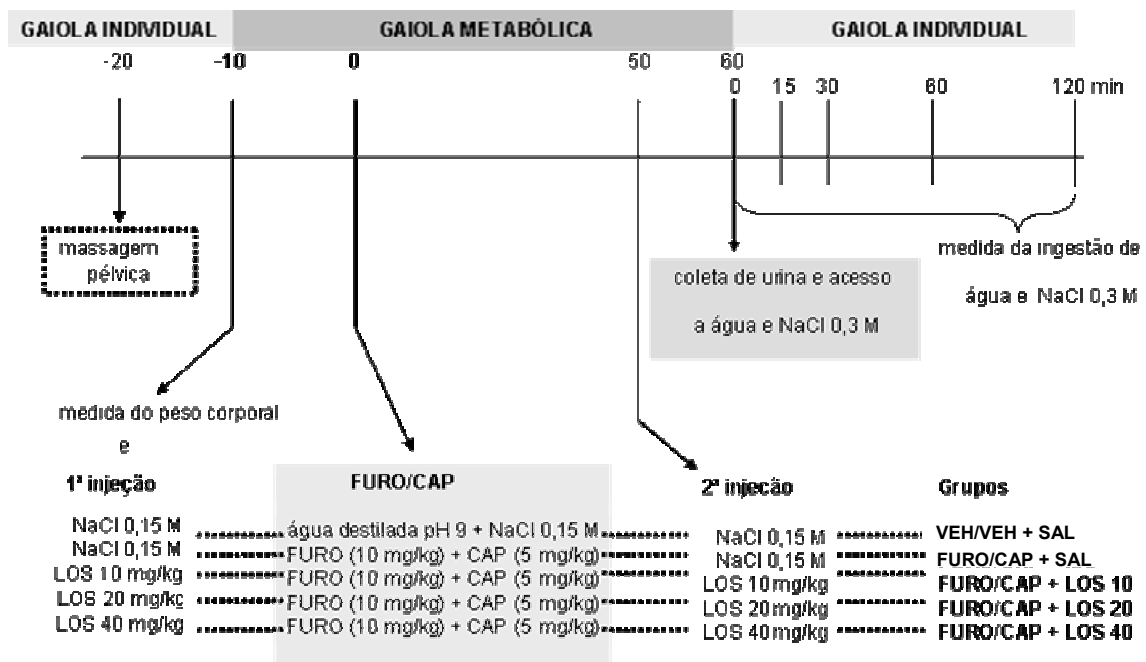 GAIOLA INDIVIDUAL GAIOLA METABÓLICA GAIOLA INDIVIDUAL
-20 -10 0 50 60
0 15 30 60 120 min
massagem
pélvica
coleta de urina e acesso
a água e NaCl 0,3 M
medida da ingestão de
água e NaCl 0,3 M
medida do peso corporal
e
1ª injeção FURO/CAP 2ª injecão Grupos
NaCl 0,15 M água destilada pH 9 + NaCl 0,15 M NaCl 0,15 M VEH/VEH + SAL
NaCl 0,15 M FURO (10 mg/kg) + CAP (5 mg/kg) NaCl 0,15 M FURO/CAP + SAL
LOS 10 mg/kg FURO (10 mg/kg) + CAP (5 mg/kg) LOS 10 mg/kg FURO/CAP + LOS 10
LOS 20 mg/kg FURO (10 mg/kg) + CAP (5 mg/kg) LOS 20mg/kg FURO/CAP + LOS 20
LOS 40 mg/kg FURO (10 mg/kg) + CAP (5 mg/kg) LOS 40mg/kg FURO/CAP + LOS 40